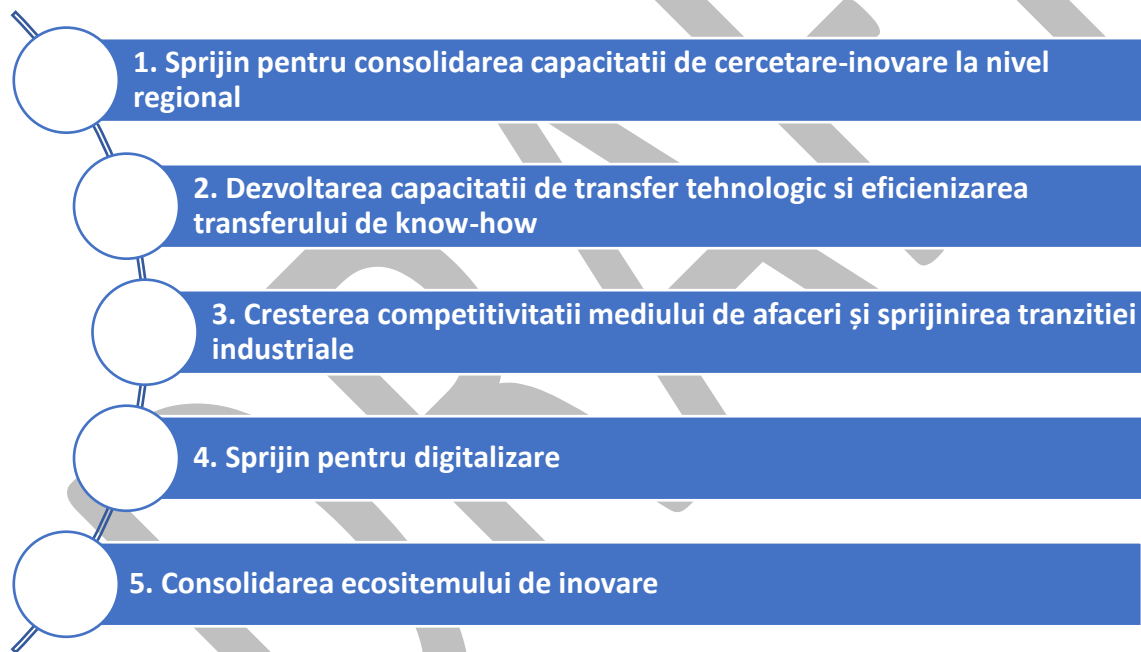 1. Sprijin pentru consolidarea capacitatii de cercetare-inovare la nivel
regional
2. Dezvoltarea capacitatii de transfer tehnologic si eficienizarea
transferului de know-how
3. Cresterea competitivitatii mediului de afaceri și sprijinirea tranzitiei
industriale
4. Sprijin pentru digitalizare
5. Consolidarea ecositemului de inovare